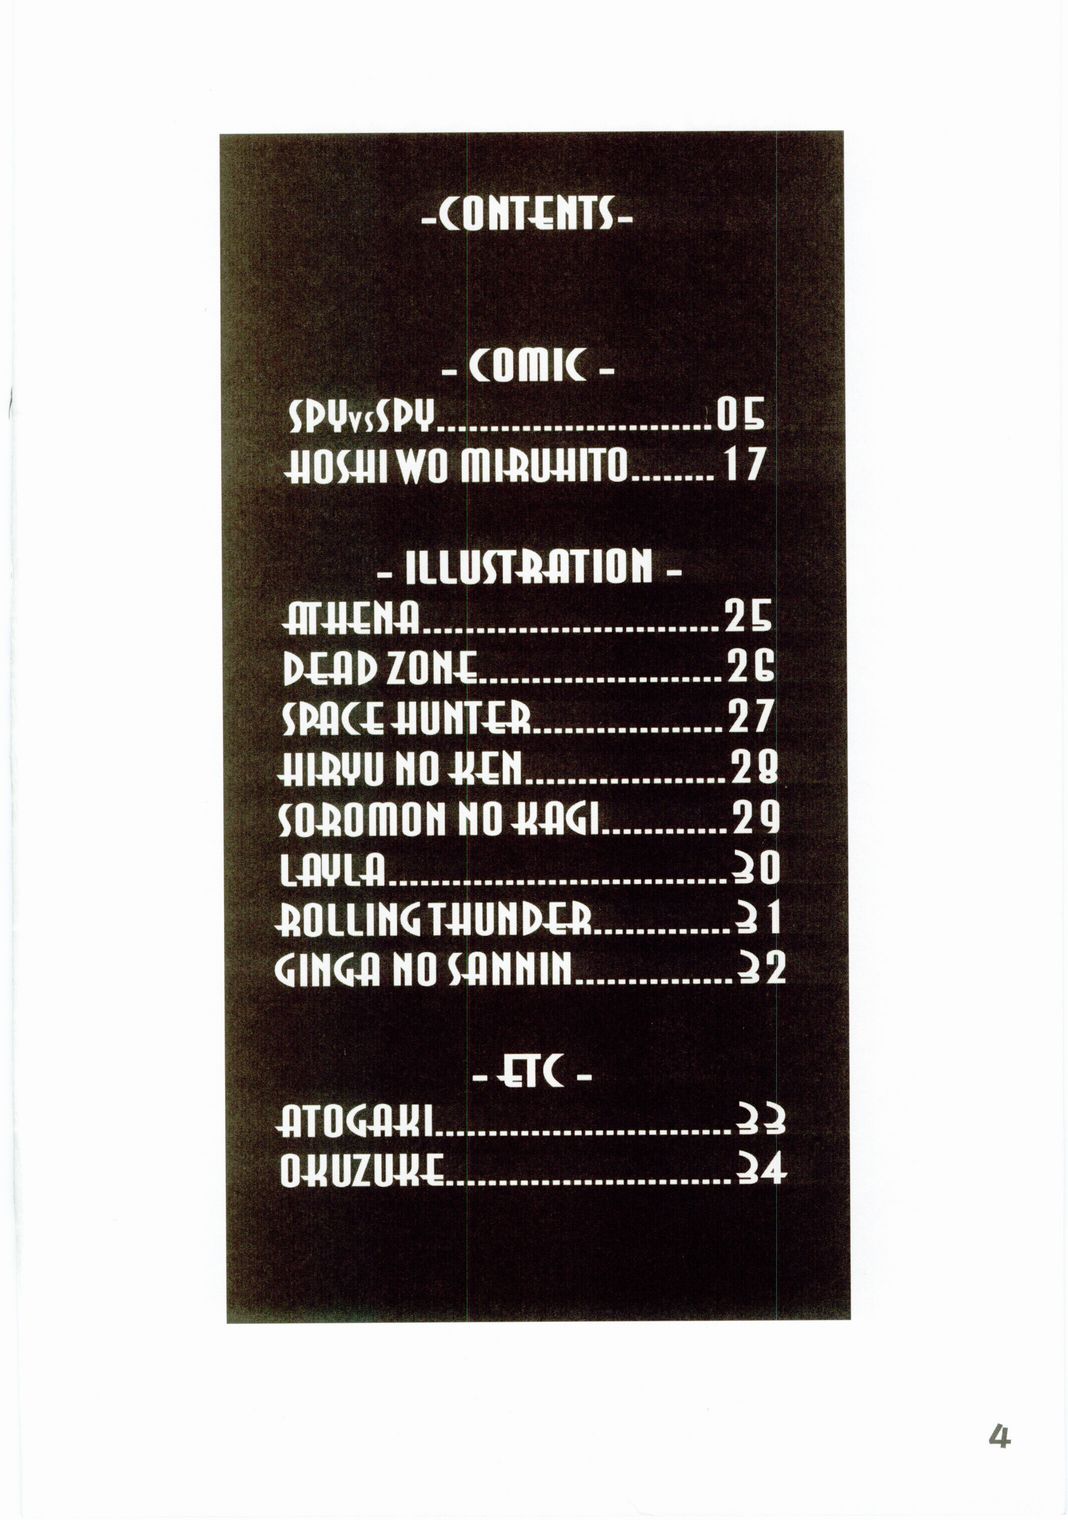 -CONTENTS-
- COMIC -
SPYvsSPY..........................05
HOSHI WO MIRUHITO........17
- ILLUSTRATION -
ATHENA............................25
DEAD ZONE.......................26
SPACE HUNTER..................27
HIRYU NO KEN...................28
SOROMON NO KAGI............29
LAYLA................................30
ROLLING THUNDER.............31
GINGA NO SANNIN...............32
- ETC -
ATOGAKI............................33
OKUZUKE...........................34
4